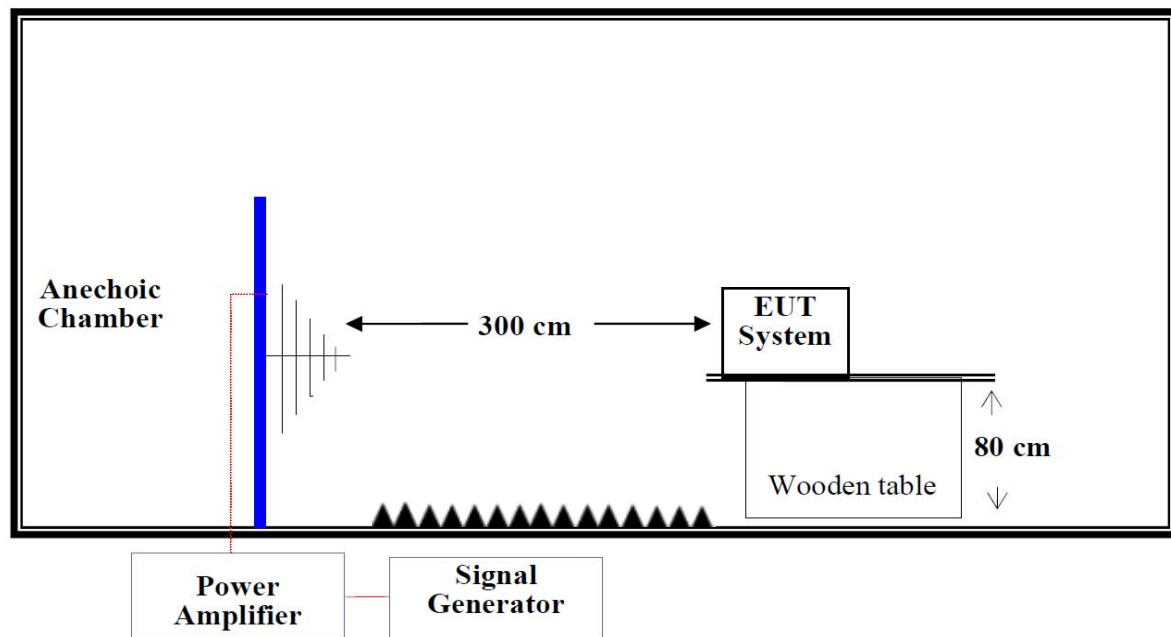 Anechoic
Chamber
300 cm
EUT
System
80 cm
Wooden table
Power
Amplifier
Signal
Generator